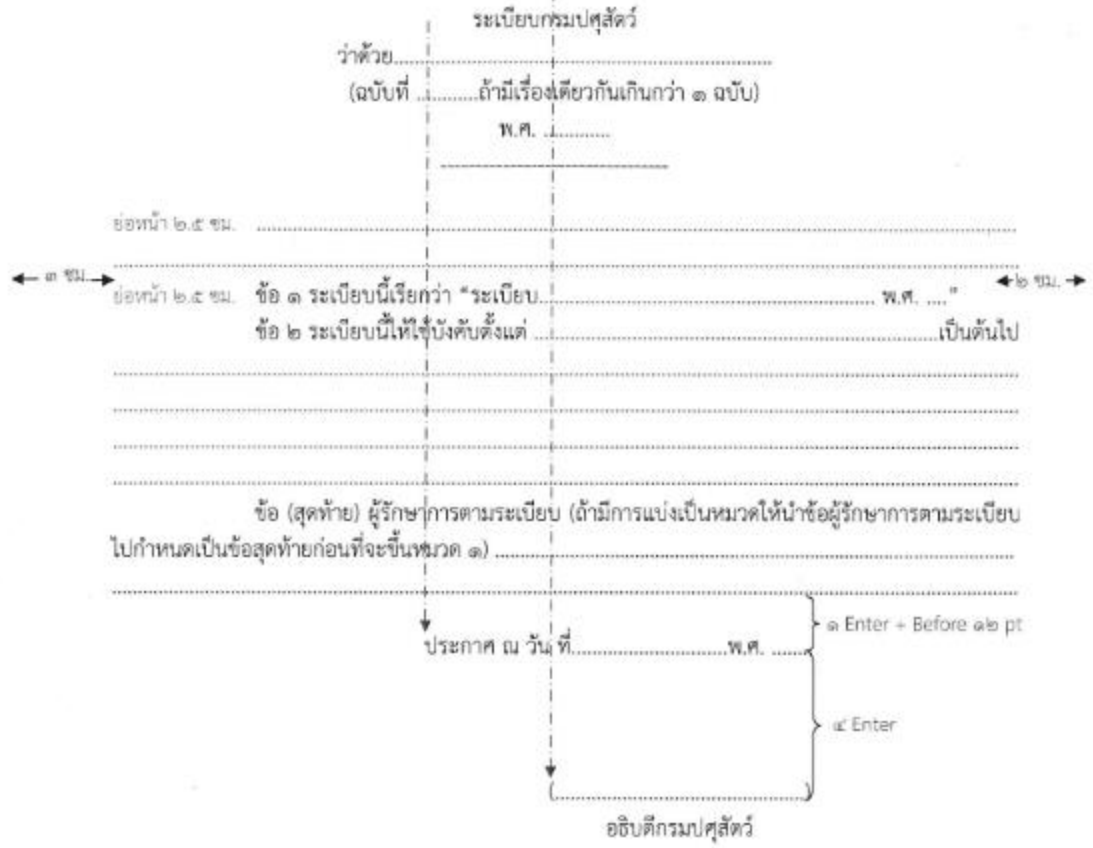 ระเบียบกรมปศุสัตว์
ว่าด้วย..............................
(ฉบับที่ ............ถ้ามีเรื่องเดียวกันเกินกว่า ๑ ฉบับ)
พ.ศ. .............
ย่อหน้า ๒.๕ ซม. ..............................
..............................
๓ ซม.
ย่อหน้า ๒.๕ ซม. ข้อ ๑ ระเบียบนี้เรียกว่า "ระเบียบ.............................. พ.ศ. ...."
๒ ซม.
ข้อ ๒ ระเบียบนี้ให้ใช้บังคับตั้งแต่ ..............................เป็นต้นไป
..............................
..............................
..............................
..............................
ข้อ (สุดท้าย) ผู้รักษาการตามระเบียบ (ถ้ามีการแบ่งเป็นหมวดให้นำข้อผู้รักษาการตามระเบียบ
ไปกำหนดเป็นข้อสุดท้ายก่อนที่จะขึ้นหมวด ๑) ..............................
..............................
๑ Enter + Before ๑๒ pt
ประกาศ ณ วัน ที่..............................พ.ศ. ........
๔ Enter
(..............................)
อธิบดีกรมปศุสัตว์